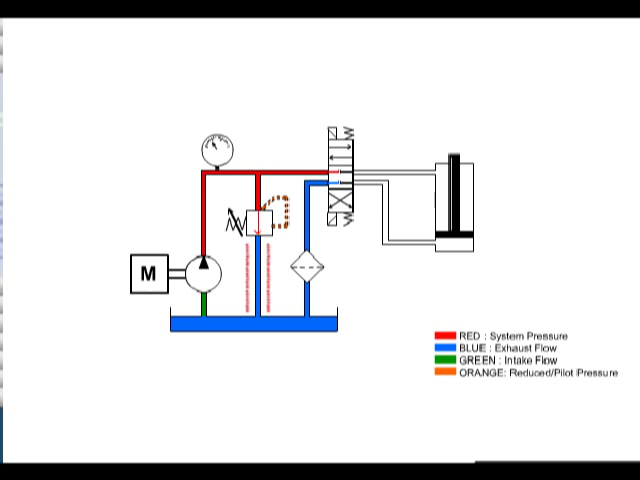 M
RED : System Pressure
BLUE : Exhaust Flow
GREEN : Intake Flow
ORANGE: Reduced/Pilot Pressure